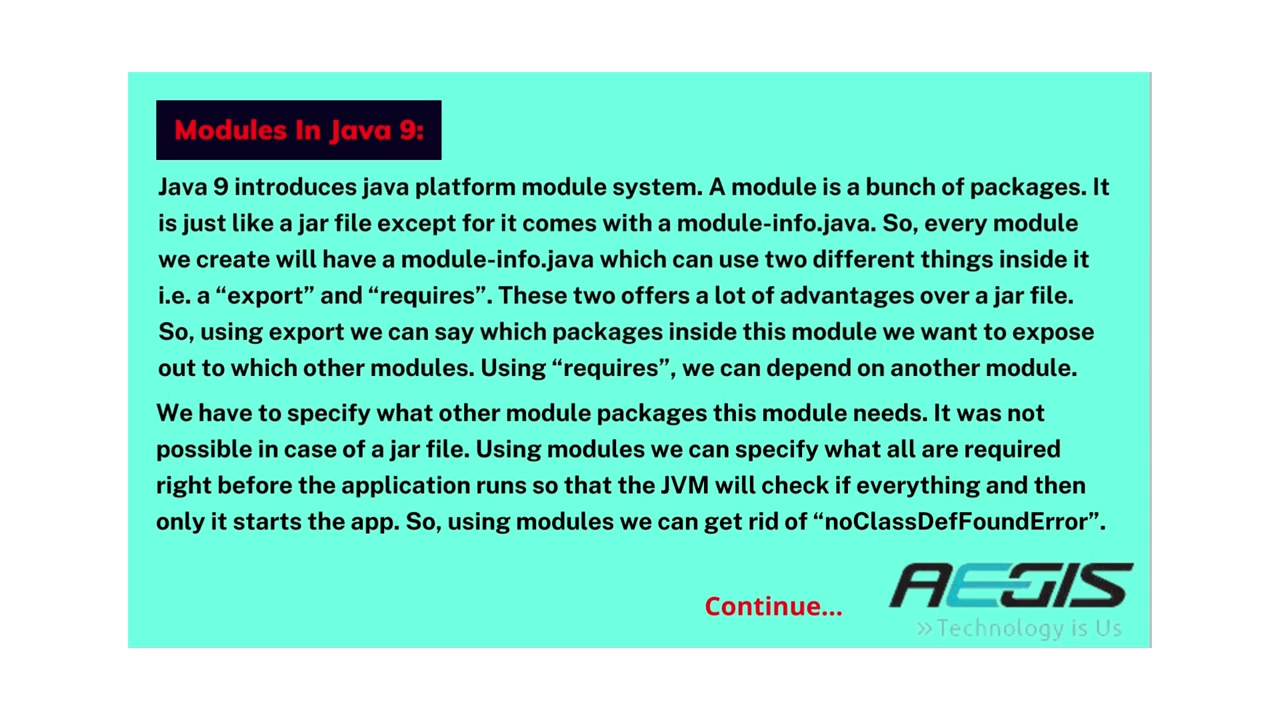 Modules In Java 9:
Java 9 introduces java platform module system. A module is a bunch of packages. It
is just like a jar file except for it comes with a module-info.java. So, every module
we create will have a module-info.java which can use two different things inside it
i.e. a “export” and “requires”. These two offers a lot of advantages over a jar file.
So, using export we can say which packages inside this module we want to expose
out to which other modules. Using “requires”, we can depend on another module.
We have to specify what other module packages this module needs. It was not
possible in case of a jar file. Using modules we can specify what all are required
right before the application runs so that the JVM will check if everything and then
only it starts the app. So, using modules we can get rid of “noClassDefFoundError”.
Continue...
AEGIS
»Technology is Us